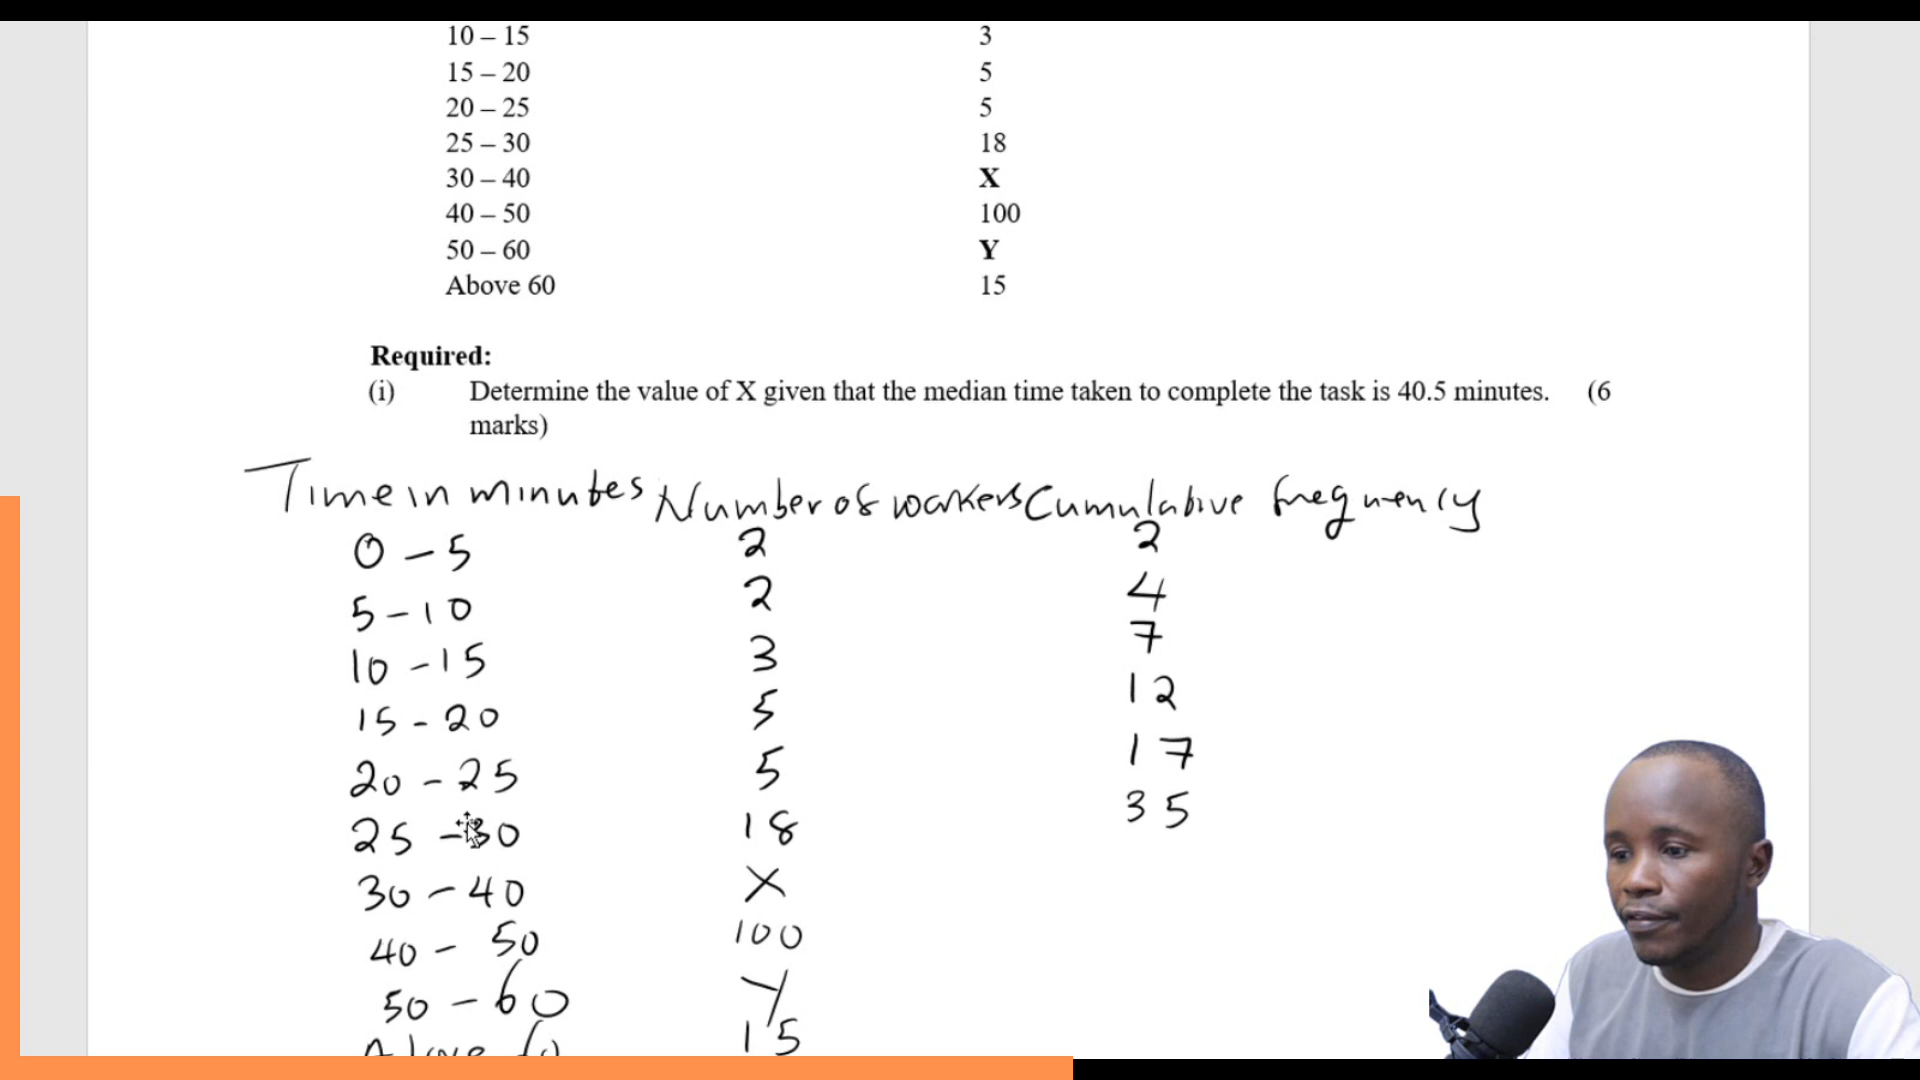 10 – 15 3
15 – 20 5
20 – 25 5
25 – 30 18
30 – 40 X
40 – 50 100
50 – 60 Y
Above 60 15
Required:
(i) Determine the value of X given that the median time taken to complete the task is 40.5 minutes. (6
marks)
Time in minutes Number of workers Cumulative frequency
0 – 5 2 2
5 – 10 2 4
10 – 15 3 7
15 – 20 5 12
20 – 25 5 17
25 – 30 18 35
30 – 40 X
40 – 50 100
50 – 60 Y
Above 60 15